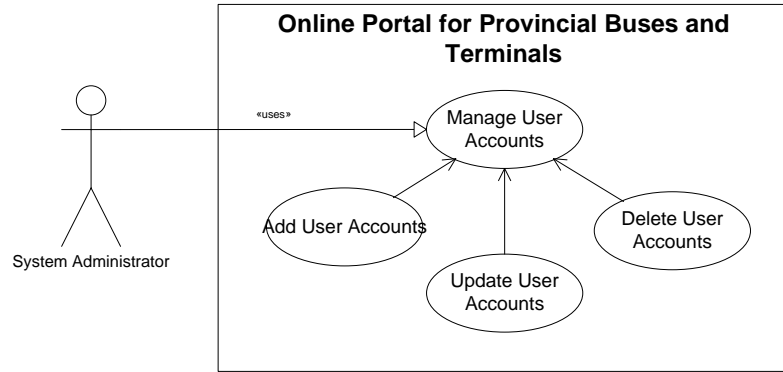 Online Portal for Provincial Buses and
Terminals
«uses»
Manage User
Accounts
Add User Accounts
Delete User
Accounts
System Administrator
Update User
Accounts